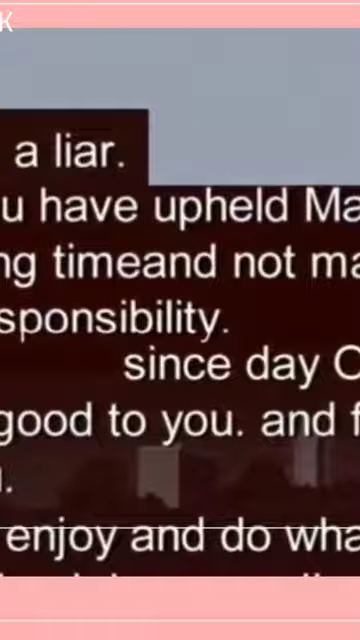 K
a liar.
u have upheld Ma
ng timeand not ma
sponsibility.
since day O
good to you. and f
.
enjoy and do wha